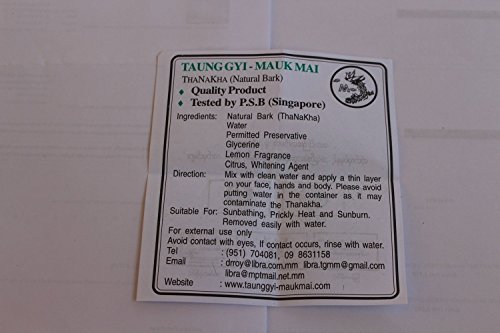 TAUNG GYI - MAUK MAI
THANAKHA (Natural Bark)
♦ Quality Product
♦ Tested by P.S.B (Singapore)
Ingredients: Natural Bark (ThaNaKha)
Water
Permitted Preservative
Glycerine
Lemon Fragrance
Citrus, Whitening Agent
Direction: Mix with clean water and apply a thin layer
on your face, hands and body. Please avoid
putting water in the container as it may
contaminate the Thanakha.
Suitable For: Sunbathing, Prickly Heat and Sunburn.
Removed easily with water.
For external use only
Avoid contact with eyes, If contact occurs, rinse with water.
Tel : (951) 704081, 09 8631158
Email : drroy@libra.com.mm libra.tgmm@gmail.com
libra@mptmail.net.mm
Website : www.taunggyi-maukmai.com